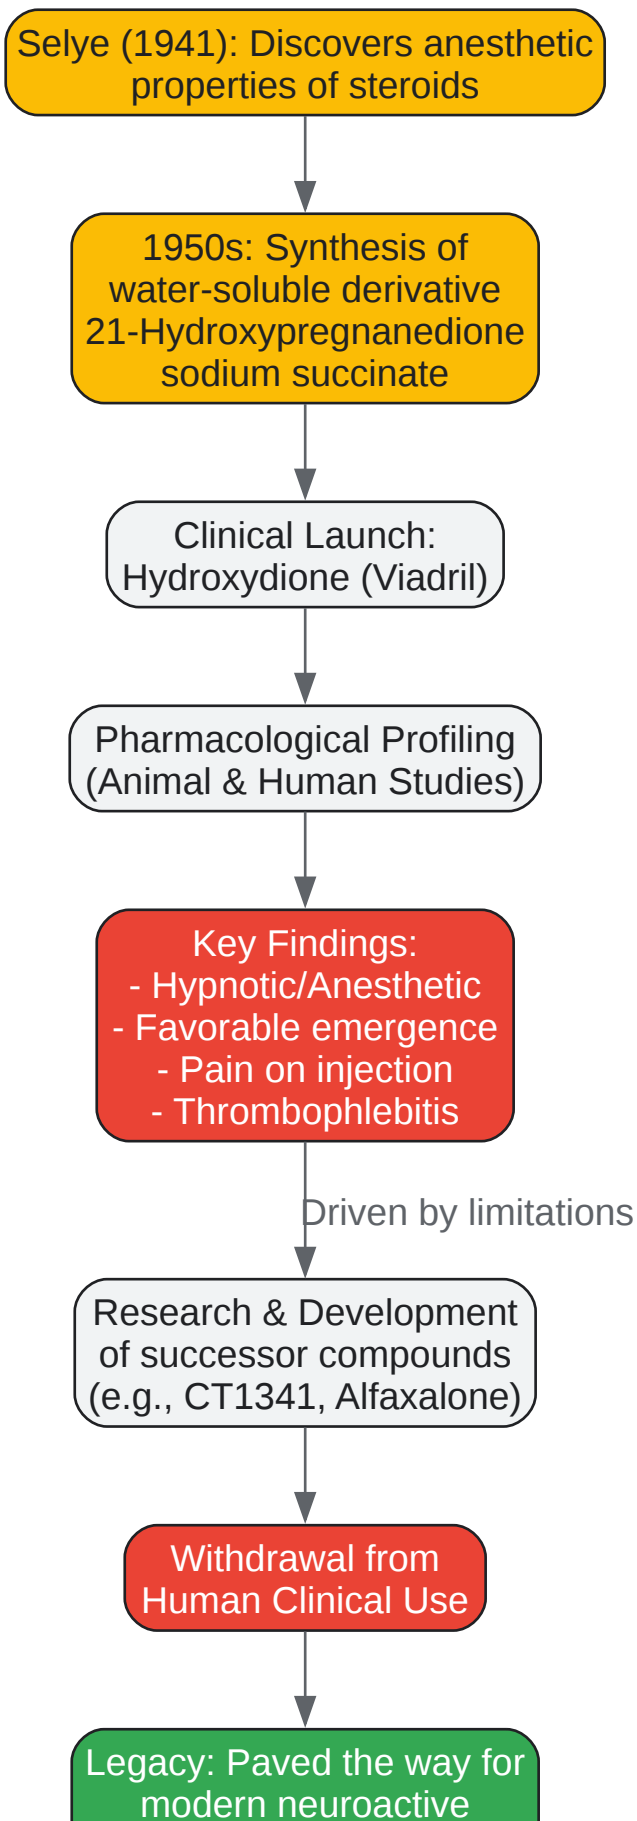 Selye (1941): Discovers anesthetic
properties of steroids
1950s: Synthesis of
water-soluble derivative
21-Hydroxypregnanedione
sodium succinate
Clinical Launch:
Hydroxydione (Viadril)
Pharmacological Profiling
(Animal & Human Studies)
Key Findings:
- Hypnotic/Anesthetic
- Favorable emergence
- Pain on injection
- Thrombophlebitis
Driven by limitations
Research & Development
of successor compounds
(e.g., CT1341, Alfaxalone)
Withdrawal from
Human Clinical Use
Legacy: Paved the way for
modern neuroactive